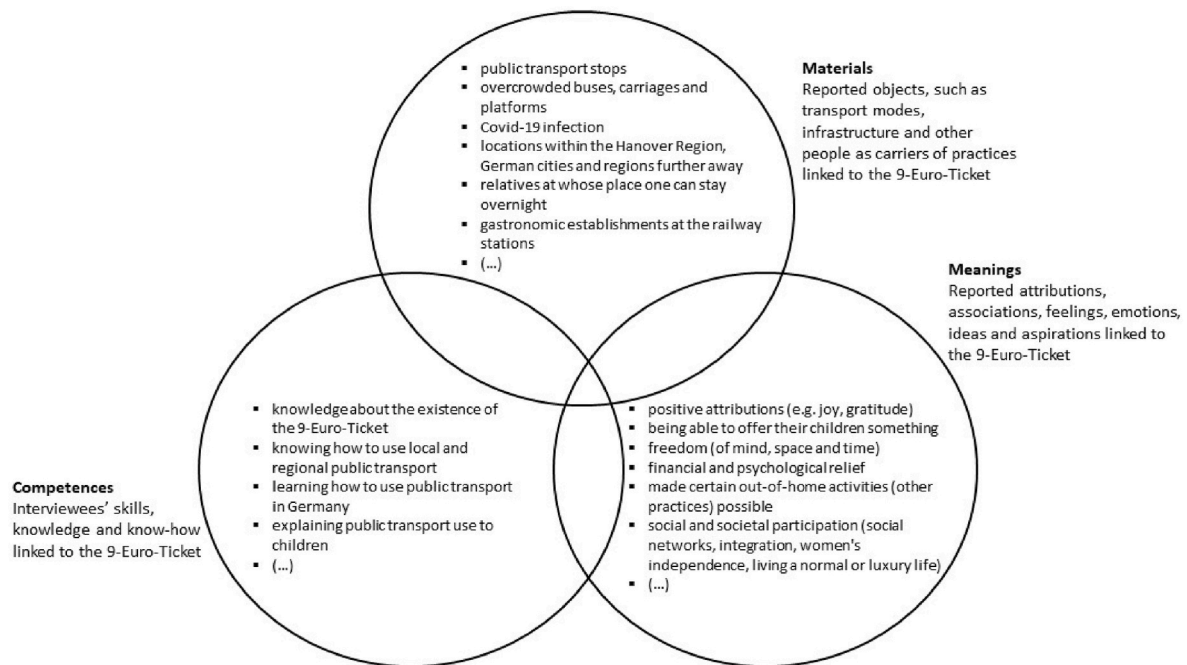 ▪ public transport stops
▪ overcrowded buses, carriages and
platforms
▪ Covid-19 infection
▪ locations within the Hanover Region,
German cities and regions further away
▪ relatives at whose place one can stay
overnight
▪ gastronomic establishments at the railway
stations
▪ (...)
Materials
Reported objects, such as
transport modes,
infrastructure and other
people as carriers of practices
linked to the 9-Euro-Ticket
Meanings
Reported attributions,
associations, feelings, emotions,
ideas and aspirations linked to
the 9-Euro-Ticket
Competences
Interviewees’ skills,
knowledge and know-how
linked to the 9-Euro-Ticket
▪ knowledge about the existence of
the 9-Euro-Ticket
▪ knowing how to use local and
regional public transport
▪ learning how to use public transport
in Germany
▪ explaining public transport use to
children
▪ (...)
▪ positive attributions (e.g. joy, gratitude)
▪ being able to offer their children something
▪ freedom (of mind, space and time)
▪ financial and psychological relief
▪ made certain out-of-home activities (other
practices) possible
▪ social and societal participation (social
networks, integration, women's
independence, living a normal or luxury life)
▪ (...)